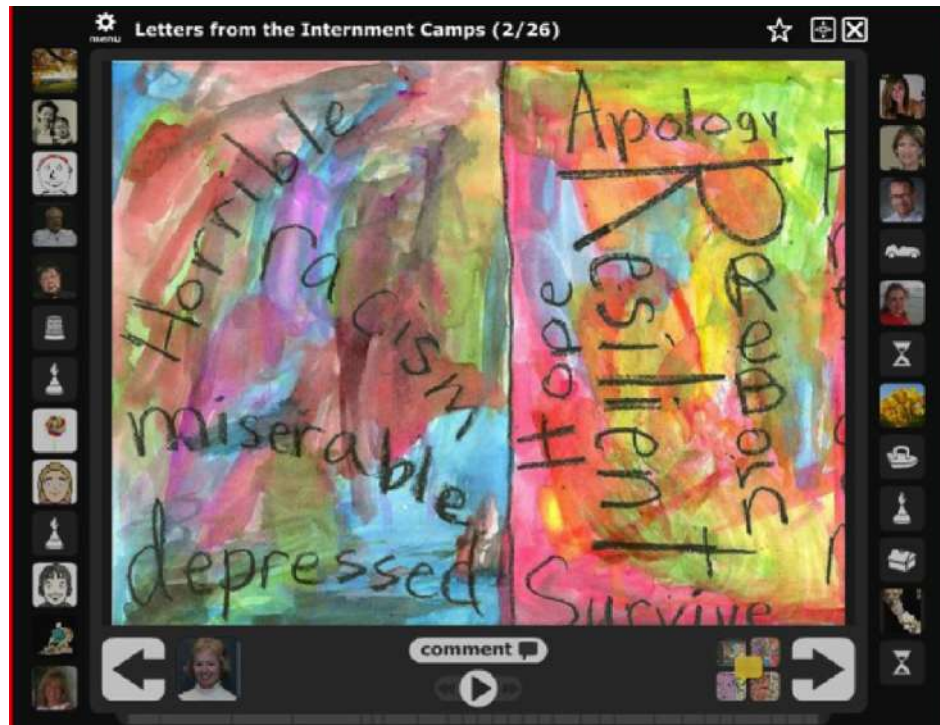 menu
Letters from the Internment Camps (2/26)
Horrible
racism
miserable
depressed
Apology
Resilient
ReBorn
Hope
Survive
comment